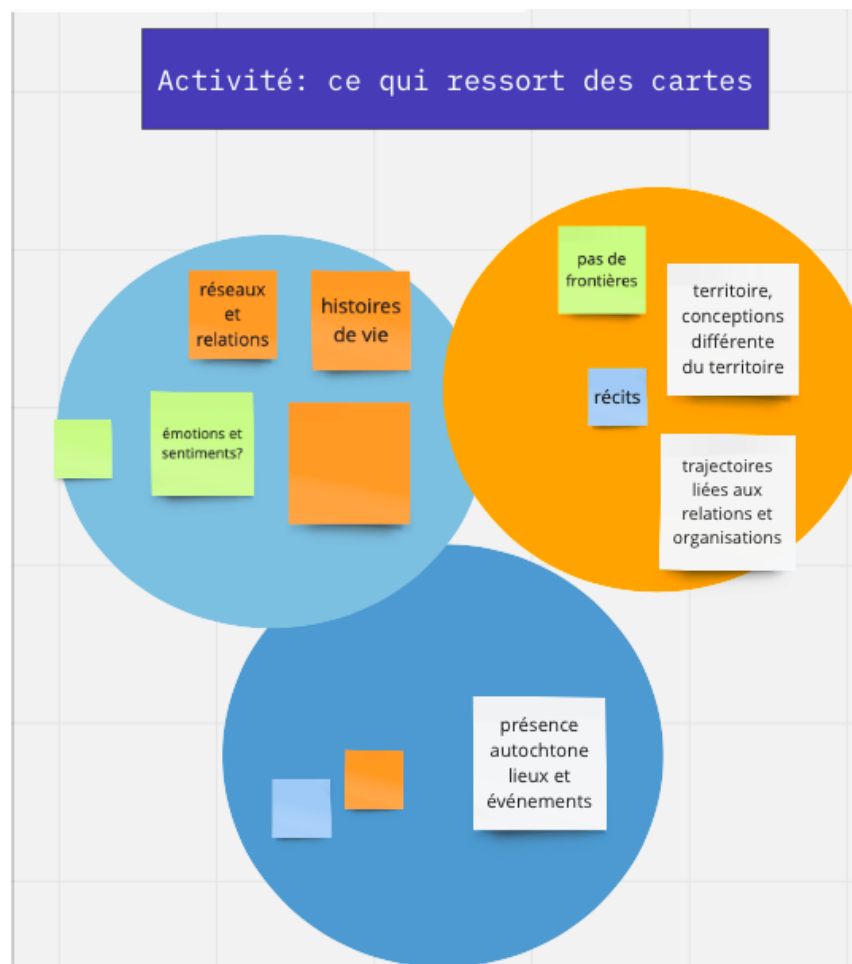 Activité: ce qui ressort des cartes
réseaux
et
relations
histoires
de vie
émotions et
sentiments?
pas de
frontières
territoire,
conceptions
différente
du territoire
récits
trajectoires
liées aux
relations et
organisations
présence
autochtone
lieux et
événements